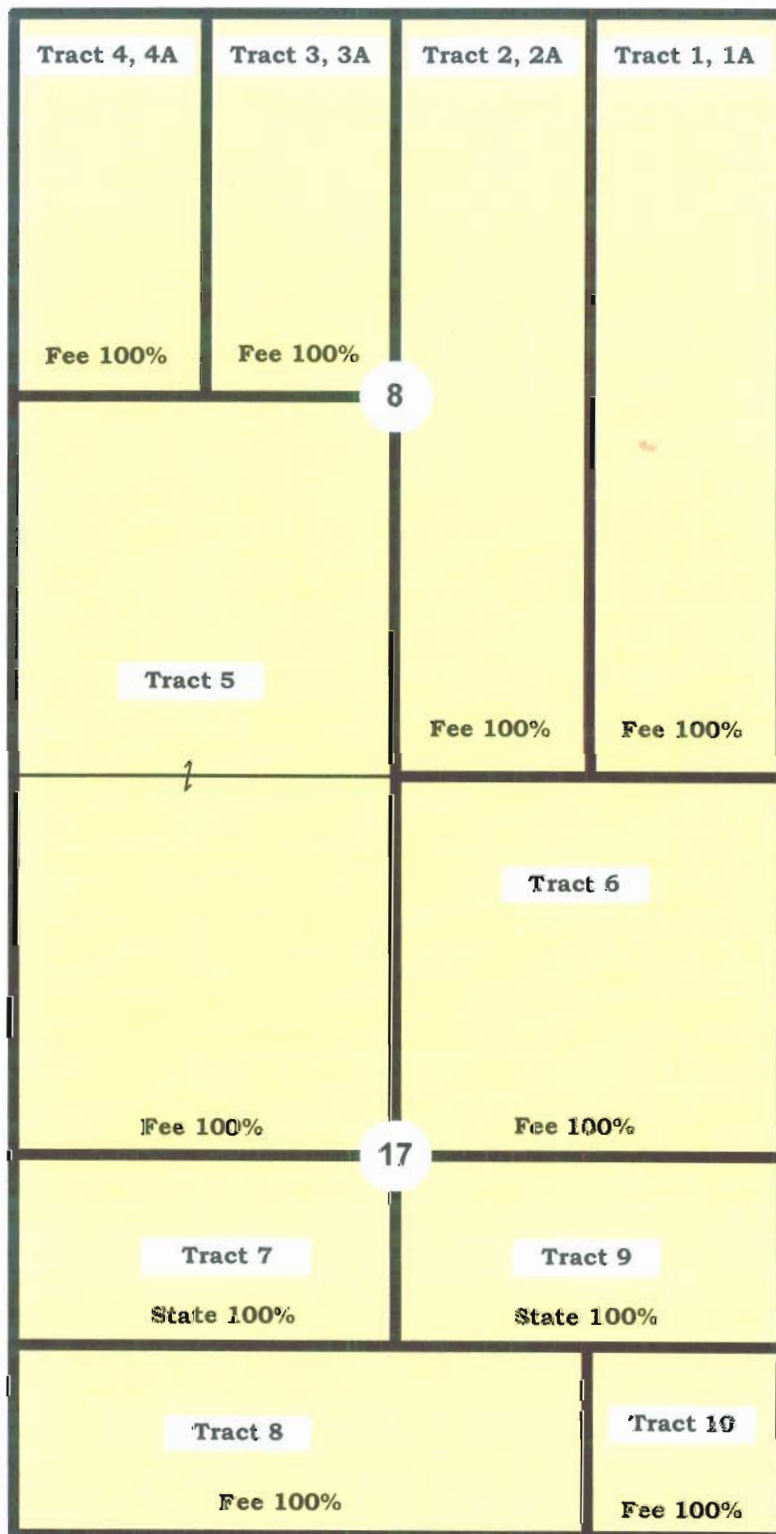 Tract 4, 4A
Tract 3, 3A
Tract 2, 2A
Tract 1, 1A
Fee 100%
Fee 100%
8
Tract 5
Fee 100%
Fee 100%
Tract 6
Fee 100%
Fee 100%
17
Tract 7
Tract 9
State 100%
State 100%
Tract 8
Tract 10
Fee 100%
Fee 100%